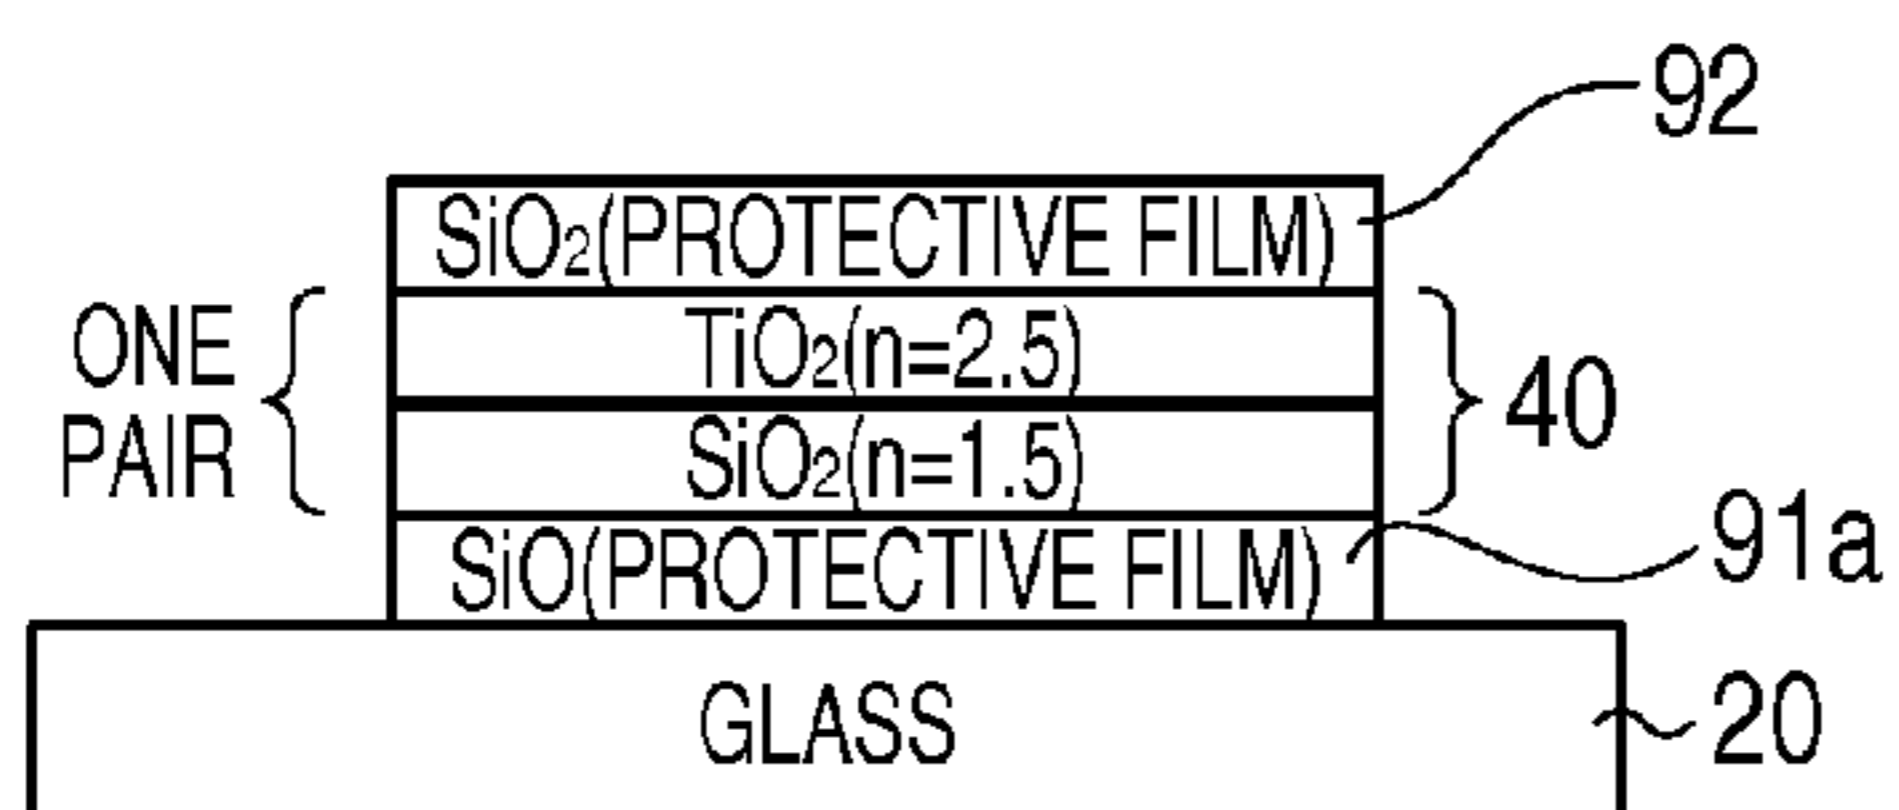 92
SiO2(PROTECTIVE FILM)
ONE
PAIR
TiO2(n=2.5)
40
SiO2(n=1.5)
SiO(PROTECTIVE FILM)
91a
GLASS
20